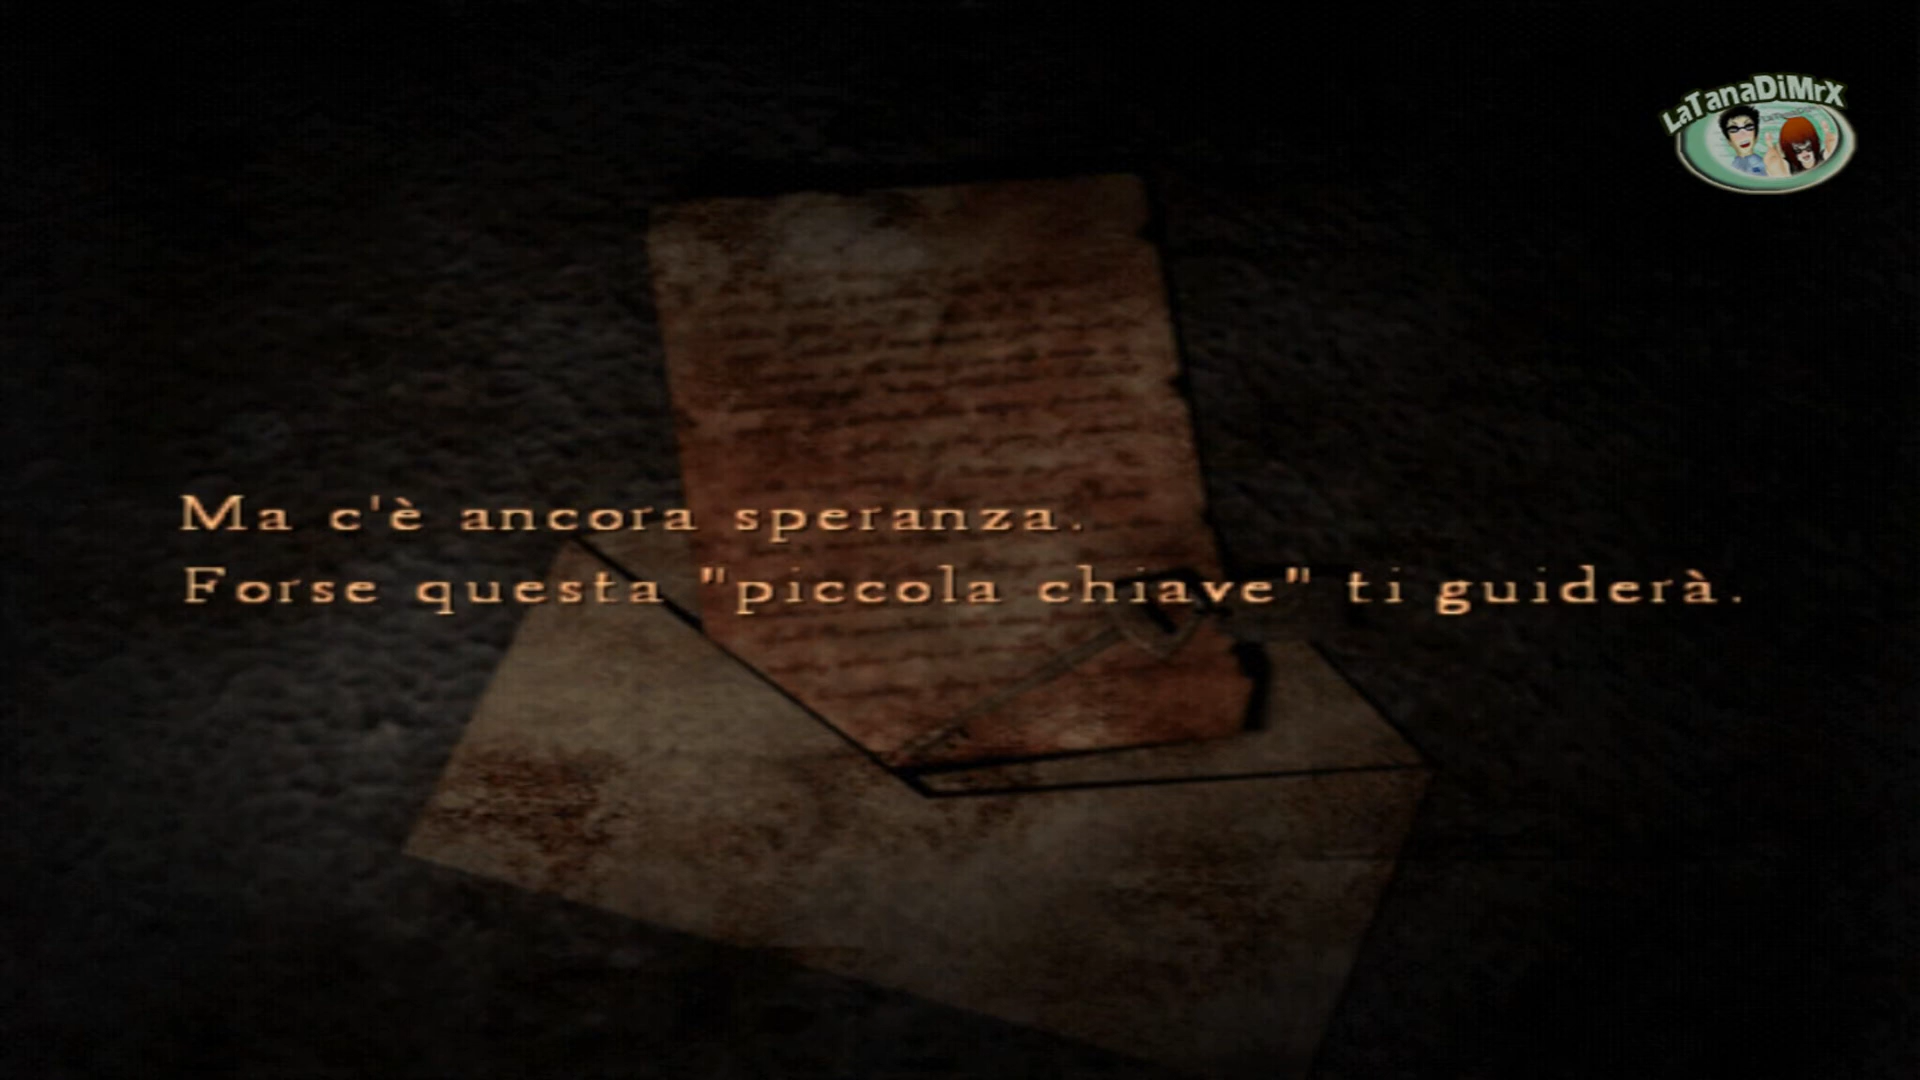 LaTanaDiMrX
Ma c'è ancora speranza.
Forse questa "piccola chiave" ti guiderà.